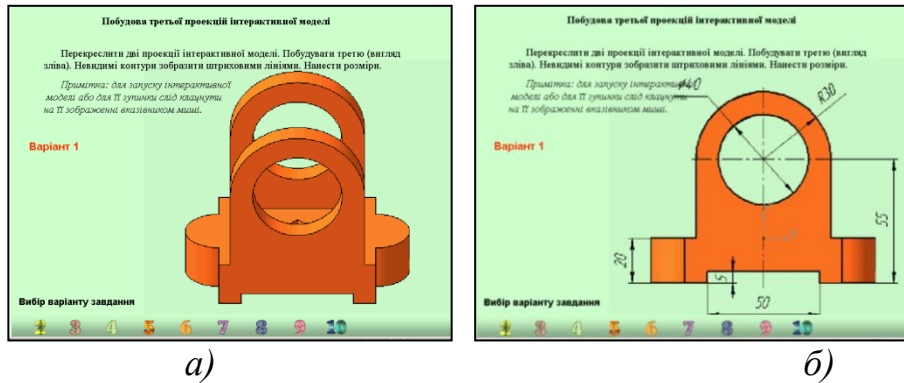 Побудова третьої проекцій інтерактивної моделі
Перекреслити дві проекції інтерактивної моделі. Побудувати третю (вигляд
зліва). Невидимі контури зобразити штриховими лініями. Нанести розміри.
Примітка: для запуску інтерактивної
моделі або для її зупинки слід клацнути
на її зображенні вказівником миші.
Варіант 1
Вибір варіанту завдання
2 3 4 5 6 7 8 9 10
а)
Побудова третьої проекцій інтерактивної моделі
Перекреслити дві проекції інтерактивної моделі. Побудувати третю (вигляд
зліва). Невидимі контури зобразити штриховими лініями. Нанести розміри.
Примітка: для запуску
моделі або для її зупинки слід клацнути
на її зображенні вказівником миші.
Ø40
R30
Варіант 1
55
20
5
50
Вибір варіанту завдання
2 3 4 5 6 7 8 9 10
б)